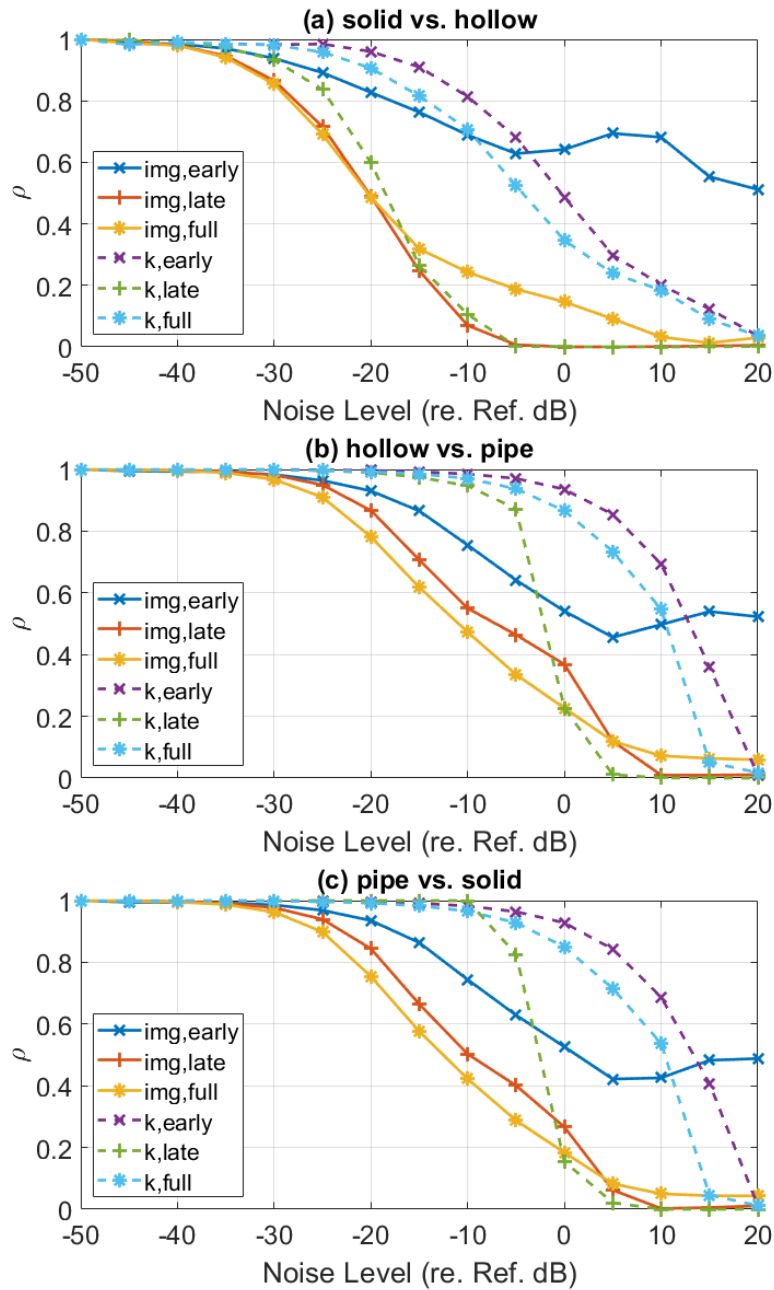 (a) solid vs. hollow
1
0.8
0.6
0.4
0.2
0
ρ
img,early
img,late
img,full
k,early
k,late
k,full
-50 -40 -30 -20 -10 0 10 20
Noise Level (re. Ref. dB)
(b) hollow vs. pipe
1
0.8
0.6
0.4
0.2
0
ρ
img,early
img,late
img,full
k,early
k,late
k,full
-50 -40 -30 -20 -10 0 10 20
Noise Level (re. Ref. dB)
(c) pipe vs. solid
1
0.8
0.6
0.4
0.2
0
ρ
img,early
img,late
img,full
k,early
k,late
k,full
-50 -40 -30 -20 -10 0 10 20
Noise Level (re. Ref. dB)